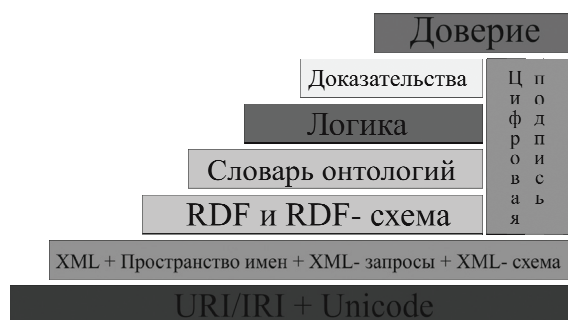 Доверие
Доказательства
Логика
Словарь онтологий
RDF и RDF- схема
XML + Пространство имен + XML- запросы + XML- схема
URI/IRI + Unicode
Цифровая
подпись